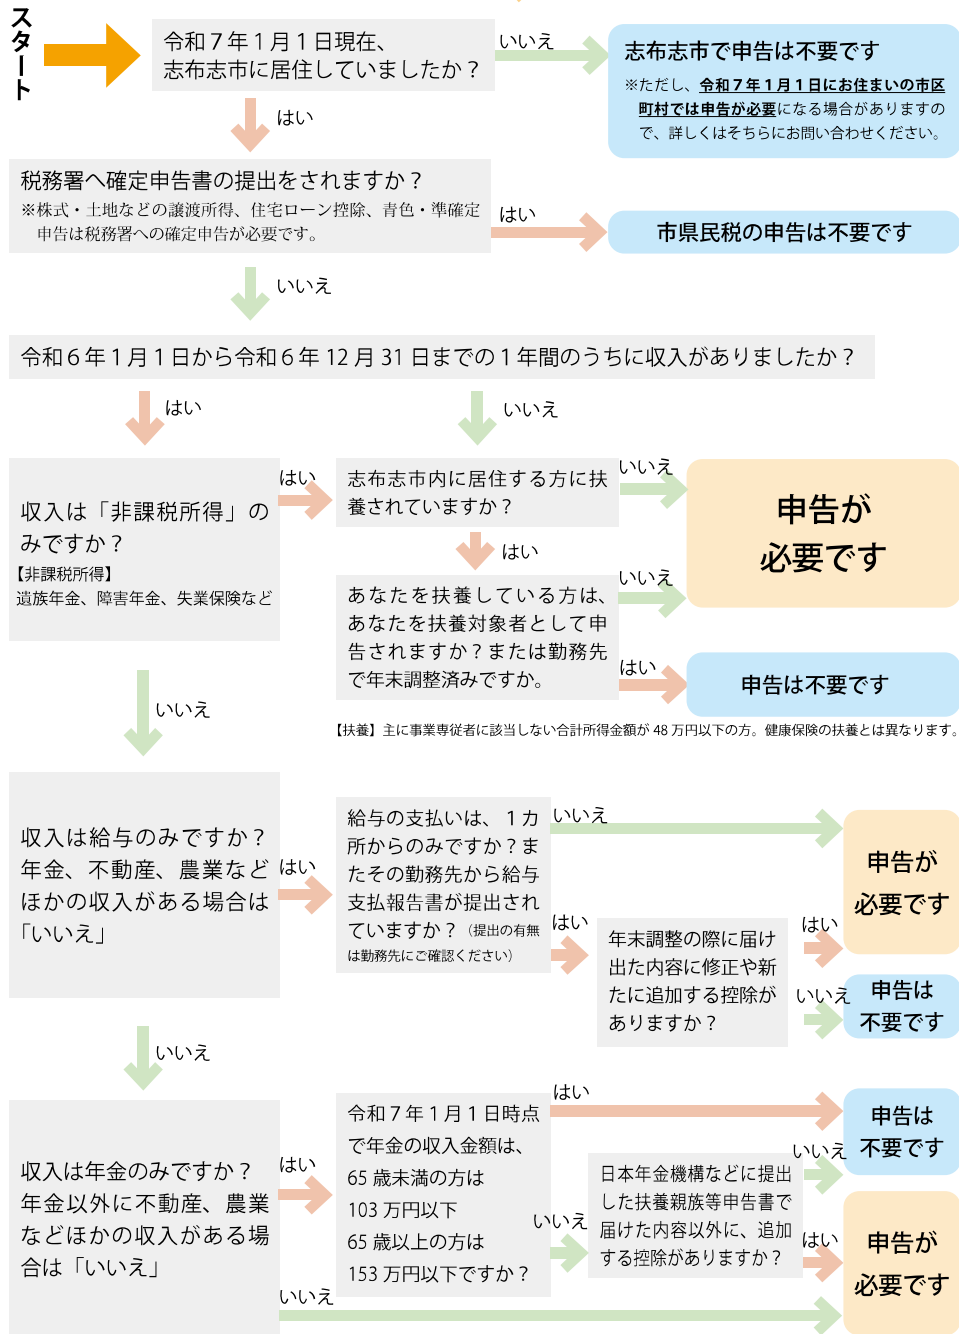 スタート
令和７年１月１日現在、
志布志市に居住していましたか？
いいえ
志布志市で申告は不要です
※ただし、令和７年１月１日にお住まいの市区
町村では申告が必要になる場合がありますの
で、詳しくはそちらにお問い合わせください。
はい
税務署へ確定申告書の提出をされますか？
※株式・土地などの譲渡所得、住宅ローン控除、青色・準確定
申告は税務署への確定申告が必要です。
はい
市県民税の申告は不要です
いいえ
令和６年１月１日から令和６年 12 月 31 日までの１年間のうちに収入がありましたか？
はい
いいえ
収入は「非課税所得」の
みですか？
【非課税所得】
遺族年金、障害年金、失業保険など
はい
志布志市内に居住する方に扶
養されていますか？
いいえ
申告が
必要です
はい
あなたを扶養している方は、
あなたを扶養対象者として申
告されますか？または勤務先
で年末調整済みですか。
いいえ
はい
申告は不要です
【扶養】主に事業専従者に該当しない合計所得金額が 48 万円以下の方。健康保険の扶養とは異なります。
いいえ
収入は給与のみですか？
年金、不動産、農業など
ほかの収入がある場合は
「いいえ」
はい
給与の支払いは、１カ
所からのみですか？ま
たその勤務先から給与
支払報告書が提出され
ていますか？（提出の有無
は勤務先にご確認ください）
いいえ
申告が
必要です
はい
年末調整の際に届け
出た内容に修正や新
たに追加する控除が
ありますか？
はい
いいえ
申告は
不要です
いいえ
収入は年金のみですか？
年金以外に不動産、農業
などほかの収入がある場
合は「いいえ」
はい
令和７年１月１日時点
で年金の収入金額は、
65 歳未満の方は
103 万円以下
65 歳以上の方は
153 万円以下ですか？
はい
申告は
不要です
いいえ
日本年金機構などに提出
した扶養親族等申告書で
届けた内容以外に、追加
する控除がありますか？
いいえ
はい
申告が
必要です
いいえ